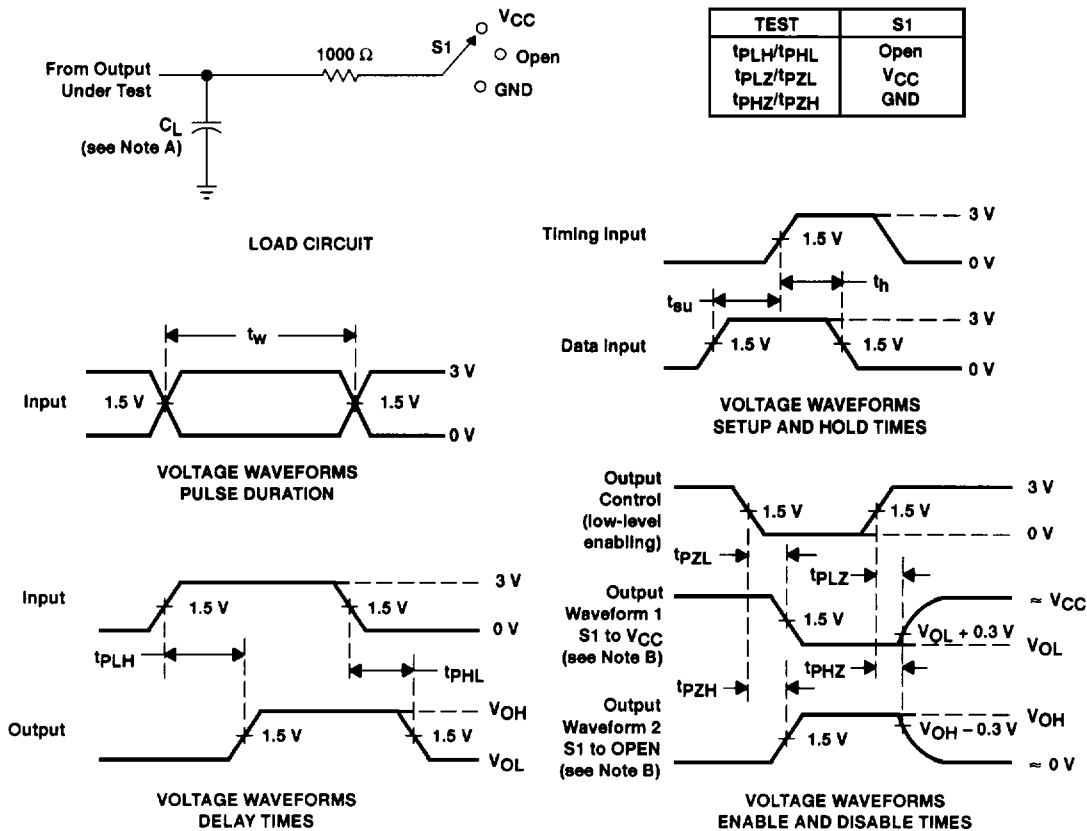 VCC
S1
1000 Ω
Open
GND
From Output
Under Test
CL
(see Note A)
LOAD CIRCUIT
TEST S1
tPLH/tPHL Open
tPLZ/tPZL VCC
tPHZ/tPZH GND
Timing Input
1.5 V
3 V
0 V
tsu
th
Data Input
1.5 V
1.5 V
3 V
0 V
VOLTAGE WAVEFORMS
SETUP AND HOLD TIMES
tw
Input
1.5 V
1.5 V
3 V
0 V
VOLTAGE WAVEFORMS
PULSE DURATION
Input
1.5 V
1.5 V
3 V
0 V
tPLH
tPHL
Output
1.5 V
1.5 V
VOH
VOL
VOLTAGE WAVEFORMS
DELAY TIMES
Output
Control
(low-level
enabling)
1.5 V
1.5 V
3 V
0 V
tPZL
tPLZ
Output
Waveform 1
S1 to VCC
(see Note B)
1.5 V
VOL + 0.3 V
≈ VCC
VOL
tPZH
tPHZ
Output
Waveform 2
S1 to OPEN
(see Note B)
1.5 V
VOH – 0.3 V
VOH
≈ 0 V
VOLTAGE WAVEFORMS
ENABLE AND DISABLE TIMES